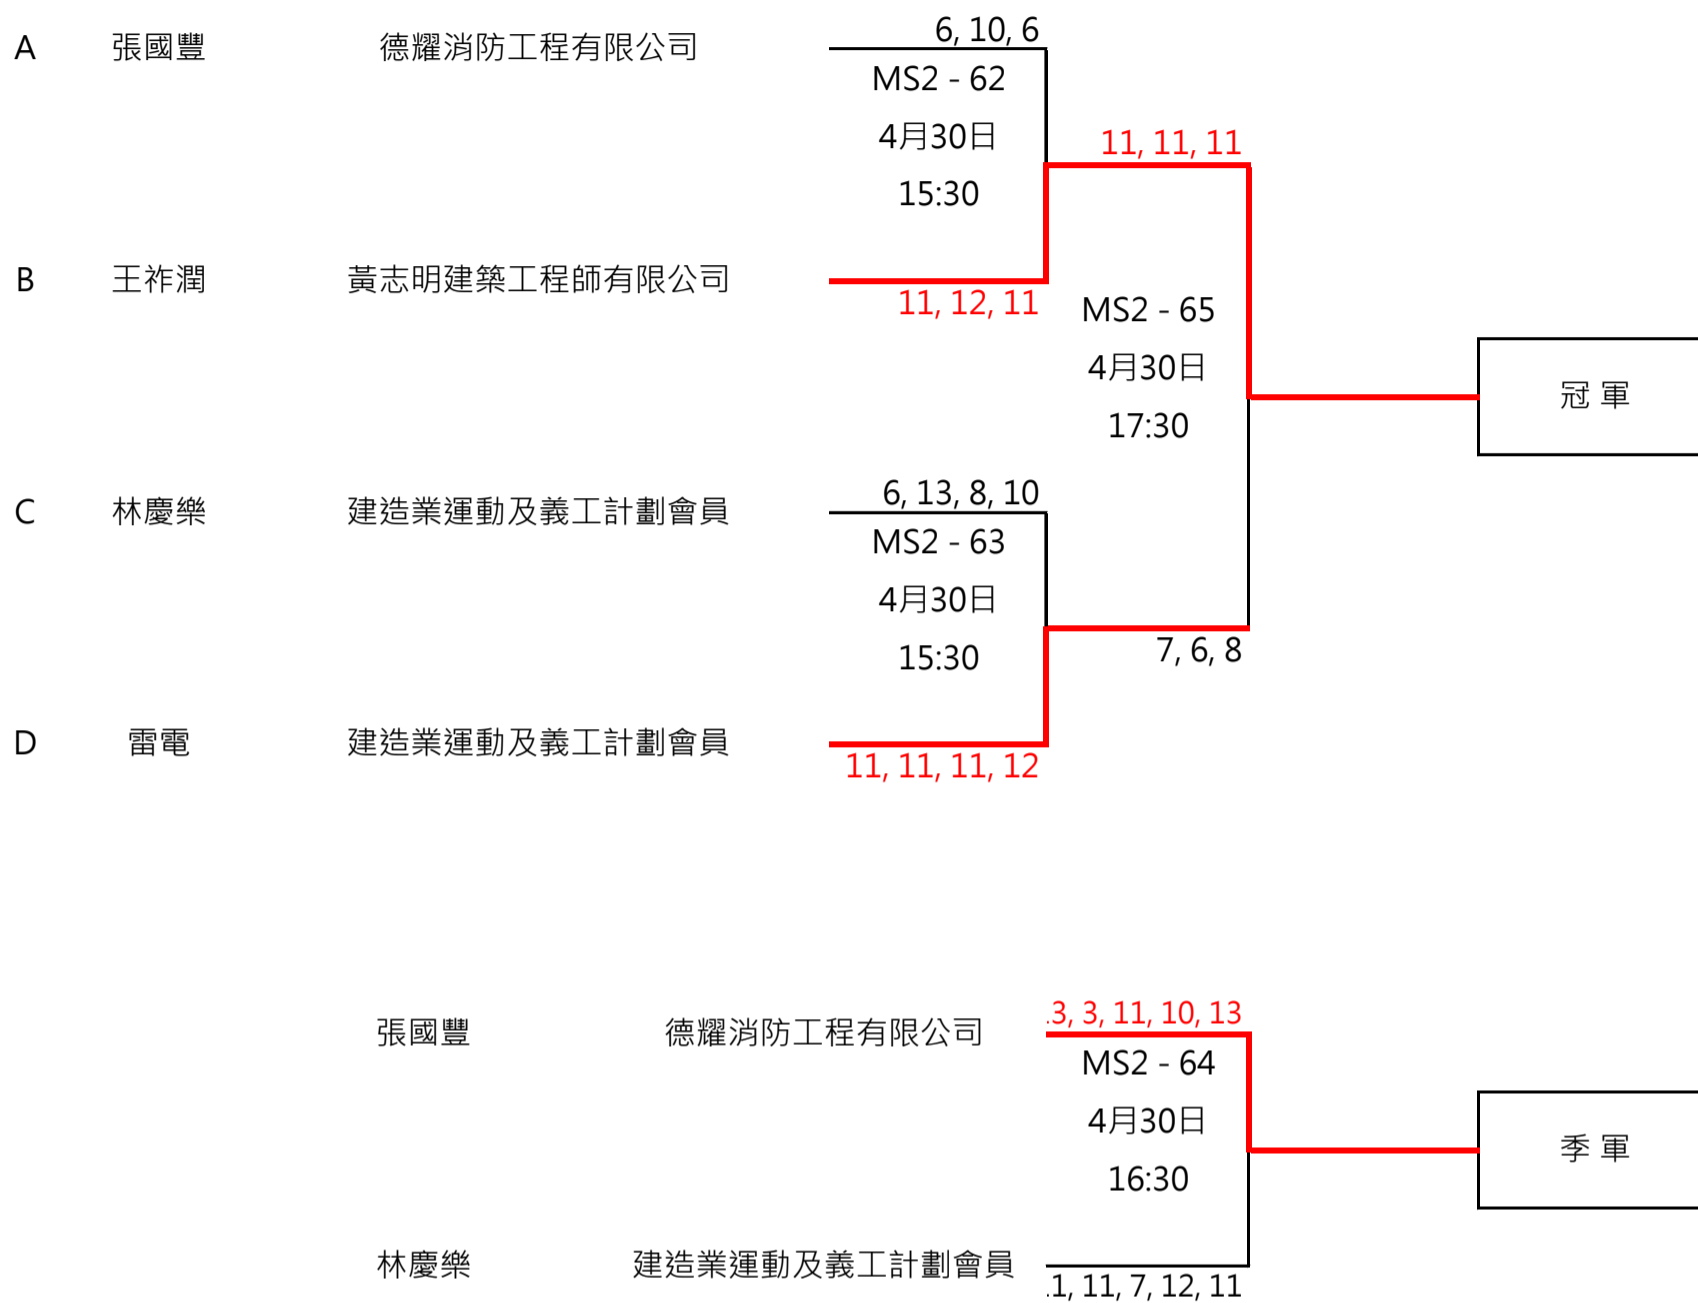 A 張國豐 德耀消防工程有限公司 6, 10, 6
MS2 - 62
4月30日
15:30
11, 11, 11
B 王祚潤 黃志明建築工程師有限公司
11, 12, 11
MS2 - 65
4月30日
17:30
冠 軍
C 林慶樂 建造業運動及義工計劃會員 6, 13, 8, 10
MS2 - 63
4月30日
15:30
7, 6, 8
D 雷電 建造業運動及義工計劃會員
11, 11, 11, 12
張國豐 德耀消防工程有限公司 3, 3, 11, 10, 13
MS2 - 64
4月30日
16:30
季 軍
林慶樂 建造業運動及義工計劃會員
1, 11, 7, 12, 11